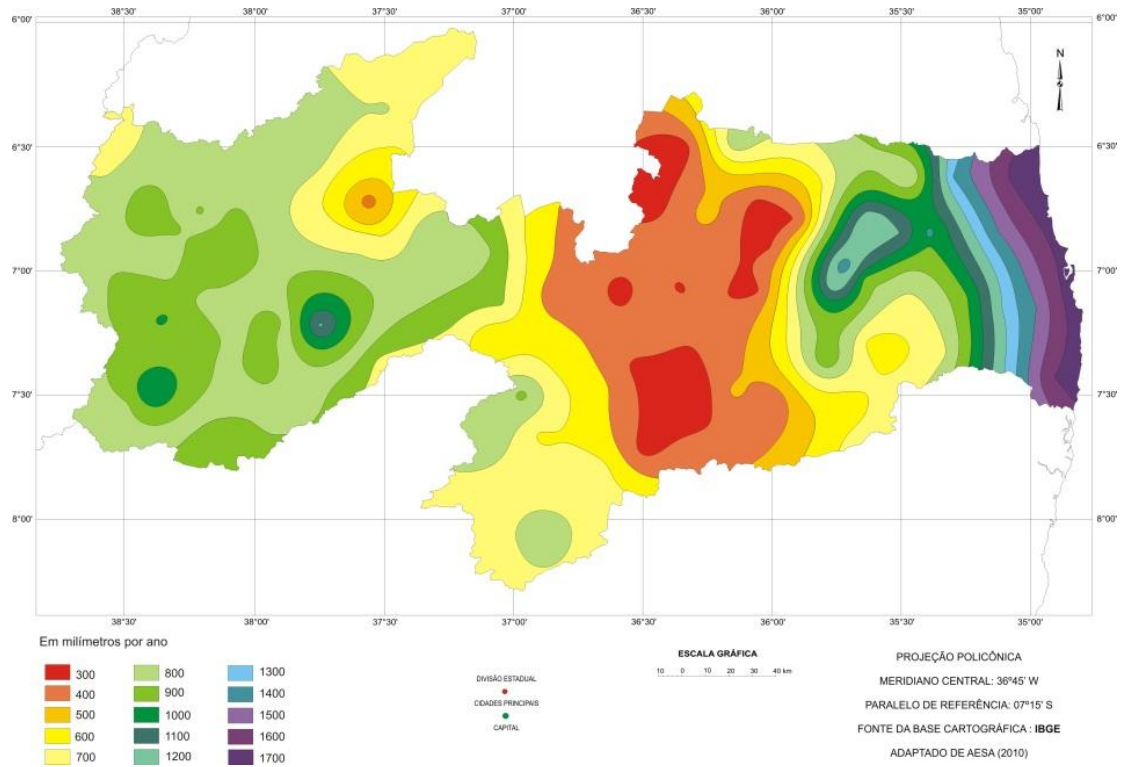 38°30' 38°00' 37°30' 37°00' 36°30' 36°00' 35°30' 35°00'
6°00' 6°00'
N
6°30' 6°30'
7°00' 7°00'
7°30' 7°30'
8°00' 8°00'
38°30' 38°00' 37°30' 37°00' 36°30' 36°00' 35°30' 35°00'
Em milímetros por ano
300
400
500
600
700
800
900
1000
1100
1200
1300
1400
1500
1600
1700
DIVISÃO ESTADUAL
CIDADES PRINCIPAIS
CAPITAL
ESCALA GRÁFICA
10 0 10 20 30 40 km
PROJEÇÃO POLICÔNICA
MERIDIANO CENTRAL: 36º45' W
PARALELO DE REFERÊNCIA: 07º15' S
FONTE DA BASE CARTOGRÁFICA : IBGE
ADAPTADO DE AESA (2010)